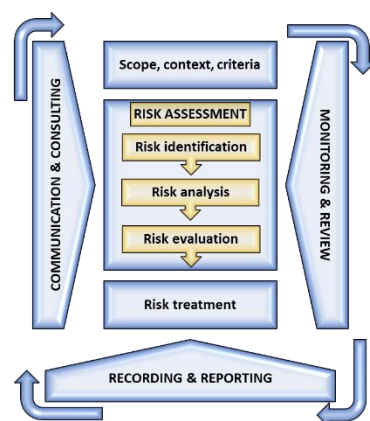 Scope, context, criteria
RISK ASSESSMENT
Risk identification
Risk analysis
Risk evaluation
Risk treatment
COMMUNICATION & CONSULTING
MONITORING & REVIEW
RECORDING & REPORTING